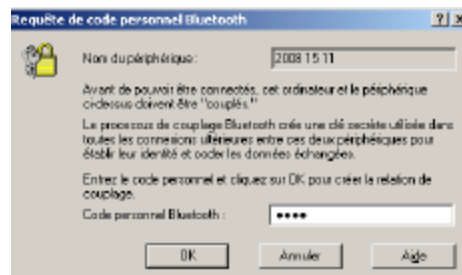 Requête de code personnel Bluetooth
Nom du périphérique : 2008 15 11
Avant de pouvoir être connectés, cet ordinateur et le périphérique
ci-dessus doivent être "couplés."
Le processus de couplage Bluetooth crée une clé secrète utilisée dans
toutes les connexions ultérieures entre ces deux périphériques pour
établir leur identité et coder les données échangées.
Entrez le code personnel et cliquez sur OK pour créer la relation de
couplage.
Code personnel Bluetooth : ••••
OK Annuler Aide